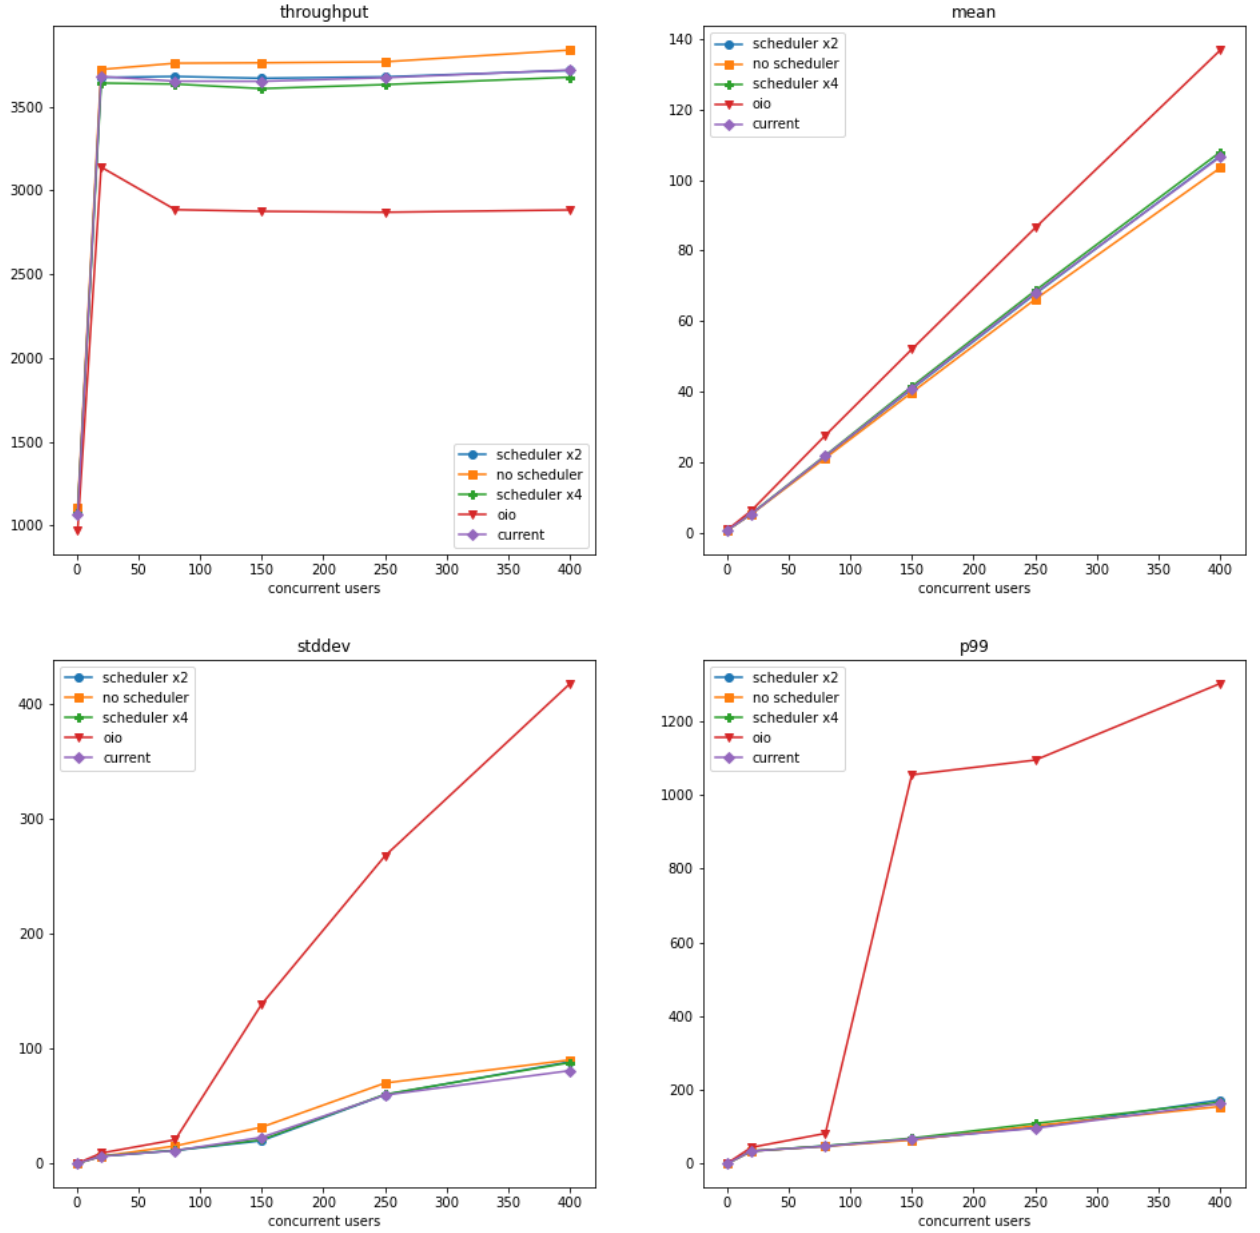 throughput
3500
3000
2500
2000
1500
1000
scheduler x2
no scheduler
scheduler x4
oio
current
0 50 100 150 200 250 300 350 400
concurrent users
mean
140
120
100
80
60
40
20
0
scheduler x2
no scheduler
scheduler x4
oio
current
0 50 100 150 200 250 300 350 400
concurrent users
stddev
400
300
200
100
0
scheduler x2
no scheduler
scheduler x4
oio
current
0 50 100 150 200 250 300 350 400
concurrent users
p99
1200
1000
800
600
400
200
0
scheduler x2
no scheduler
scheduler x4
oio
current
0 50 100 150 200 250 300 350 400
concurrent users